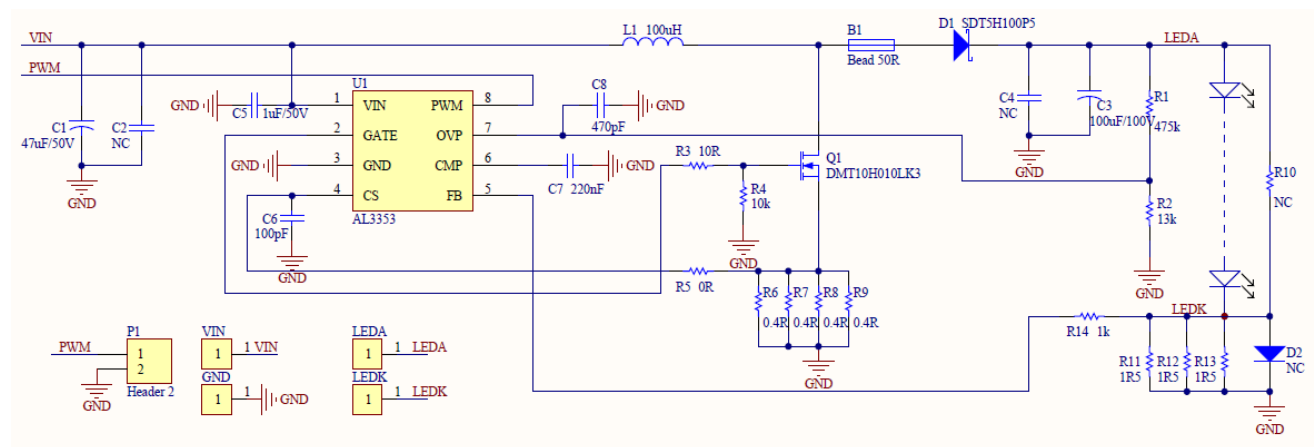 VIN
L1 100uH
B1
Bead 50R
D1 SDT5H100P5
LEDA
PWM
U1
GND
C5
1uF/50V
1 VIN PWM 8
2 GATE OVP 7
3 GND CMP 6
4 CS FB 5
AL3353
C8
470pF
GND
C1
47uF/50V
C2
NC
GND
GND
C7 220nF
GND
C6
100pF
GND
R3 10R
R4
10k
GND
Q1
DMT10H010LK3
C4
NC
C3
100uF/100V
GND
R1
475k
R2
13k
GND
R10
NC
R5 0R
R6
0.4R
R7
0.4R
R8
0.4R
R9
0.4R
GND
LEDK
R14 1k
R11
1R5
R12
1R5
R13
1R5
D2
NC
GND
P1
PWM
1
2
Header 2
GND
VIN
1 1 VIN
GND
1 1 GND
LEDA
1 1 LEDA
LEDK
1 1 LEDK